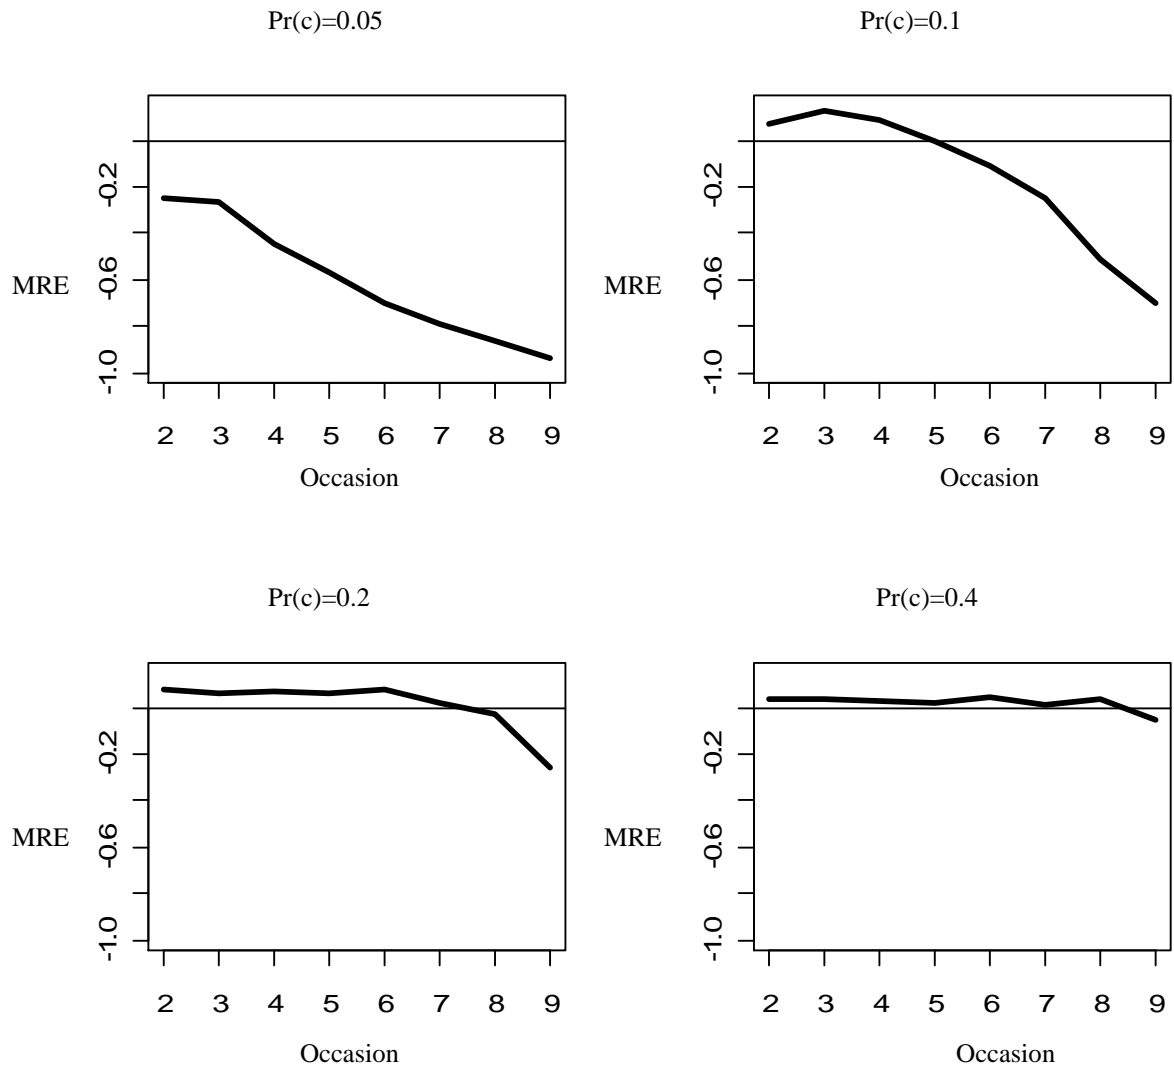 Pr(c)=0.05
Pr(c)=0.1
-0.2
-0.6
-1.0
MRE
2 3 4 5 6 7 8 9
Occasion
-0.2
-0.6
-1.0
MRE
2 3 4 5 6 7 8 9
Occasion
Pr(c)=0.2
Pr(c)=0.4
-0.2
-0.6
-1.0
MRE
2 3 4 5 6 7 8 9
Occasion
-0.2
-0.6
-1.0
MRE
2 3 4 5 6 7 8 9
Occasion